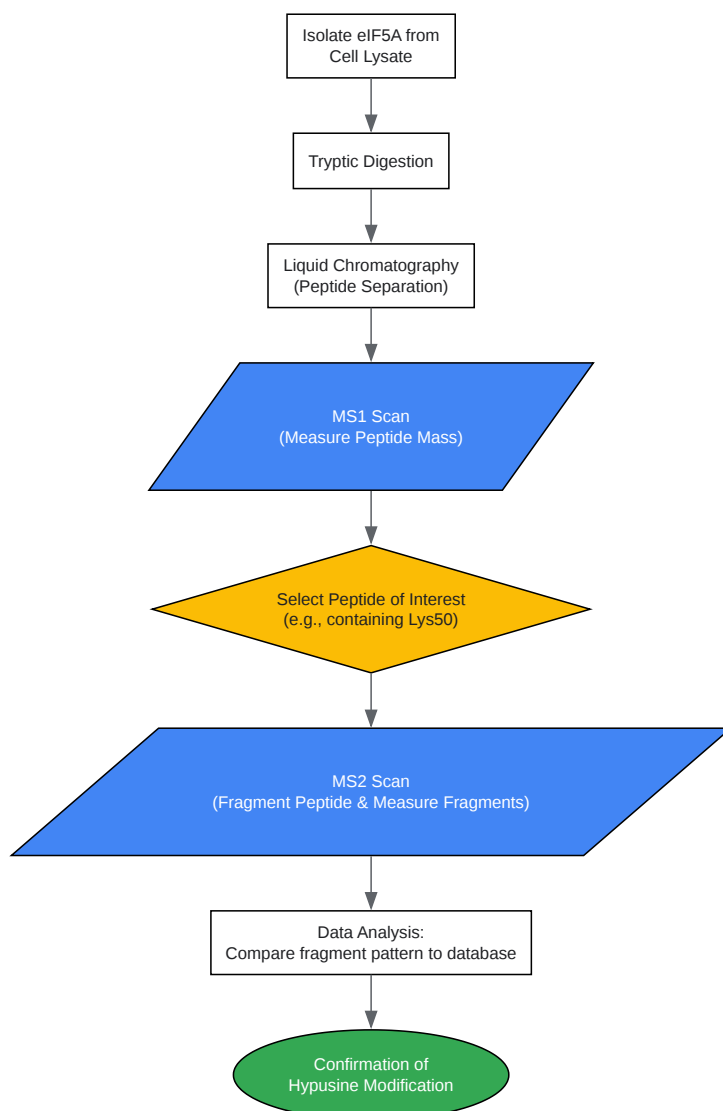 Isolate eIF5A from
Cell Lysate
Tryptic Digestion
Liquid Chromatography
(Peptide Separation)
MS1 Scan
(Measure Peptide Mass)
Select Peptide of Interest
(e.g., containing Lys50)
MS2 Scan
(Fragment Peptide & Measure Fragments)
Data Analysis:
Compare fragment pattern to database
Confirmation of
Hypusine Modification